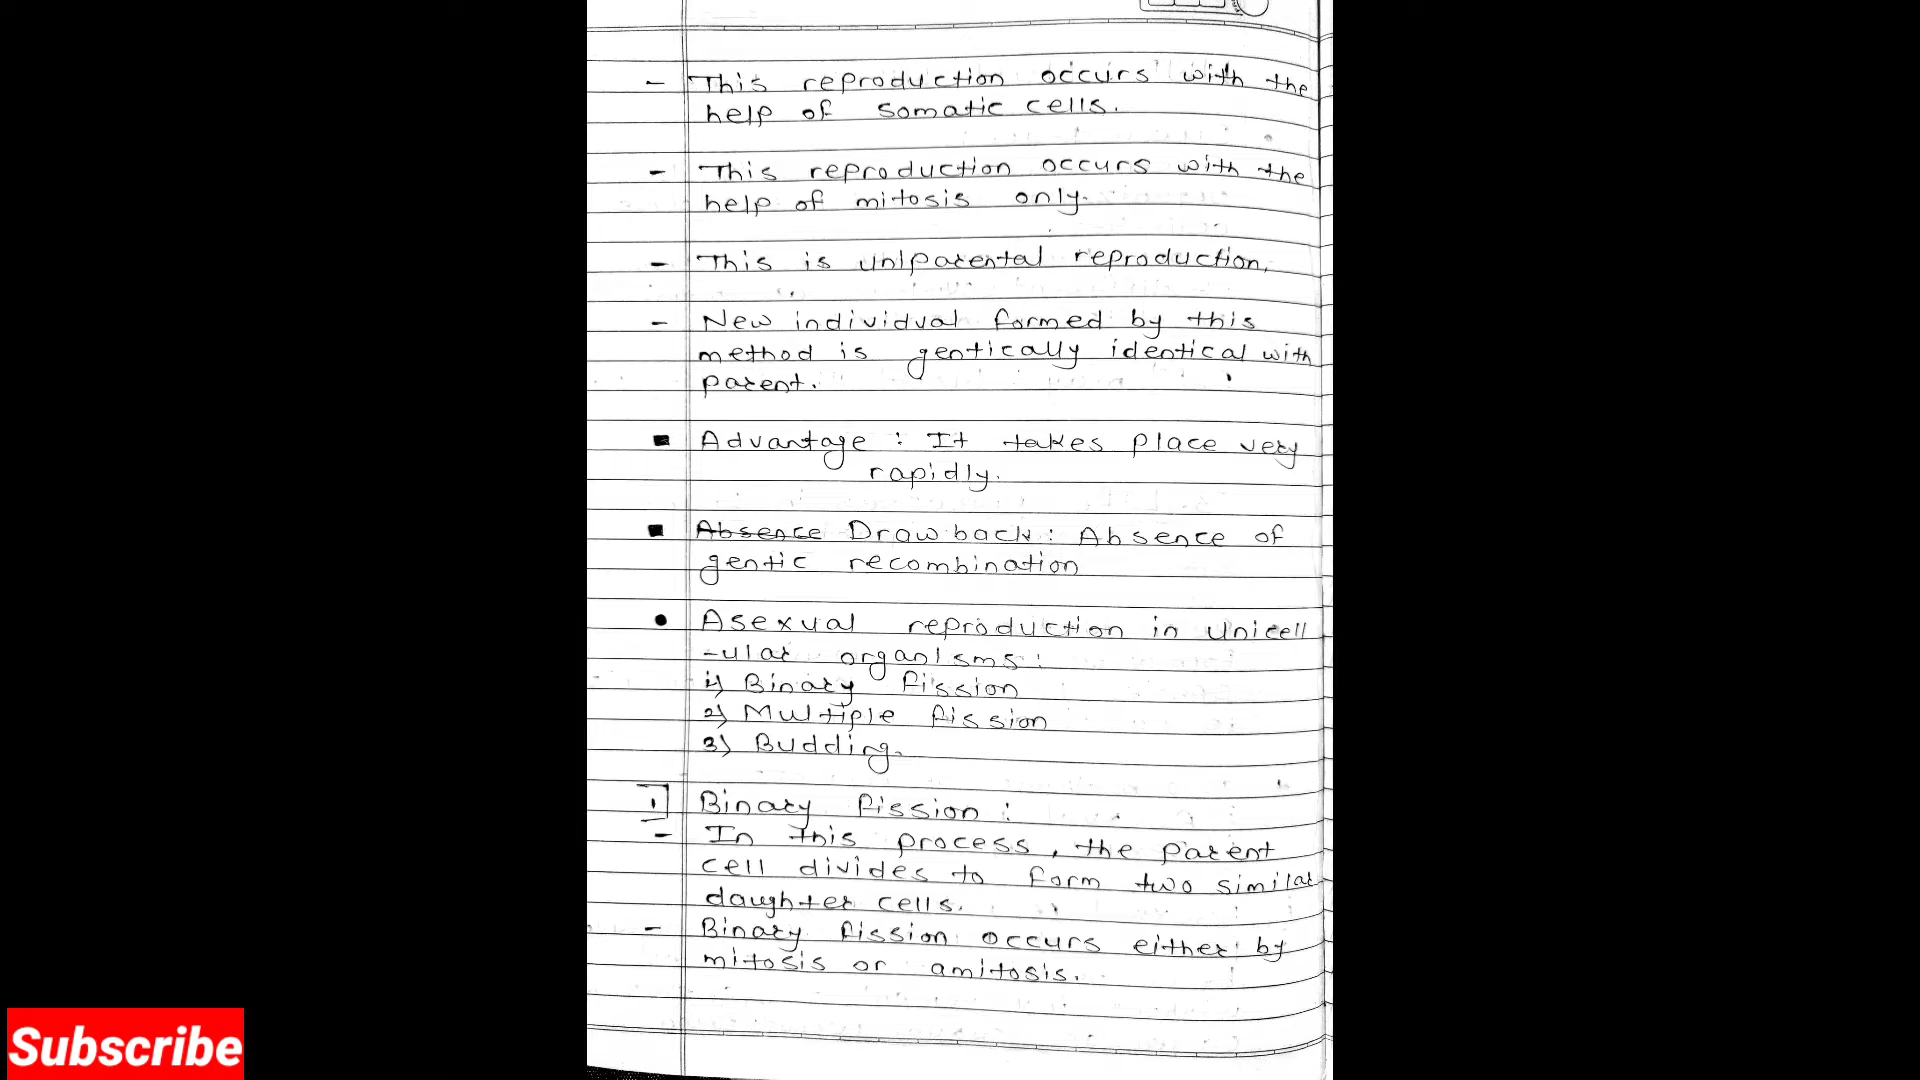 - This reproduction occurs with the
help of somatic cells.
- This reproduction occurs with the
help of mitosis only.
- This is uniparental reproduction.
- New individual formed by this
method is gentically identical with
parent.
■ Advantage : It takes place very
rapidly.
■ Absence Drawback : Absence of
gentic recombination
• Asexual reproduction in unicell
-ular organisms :
1) Binary fission
2) Multiple fission
3) Budding.
1 Binary fission :
- In this process, the parent
cell divides to form two similar
daughter cells.
- Binary fission occurs either by
mitosis or amitosis.
Subscribe